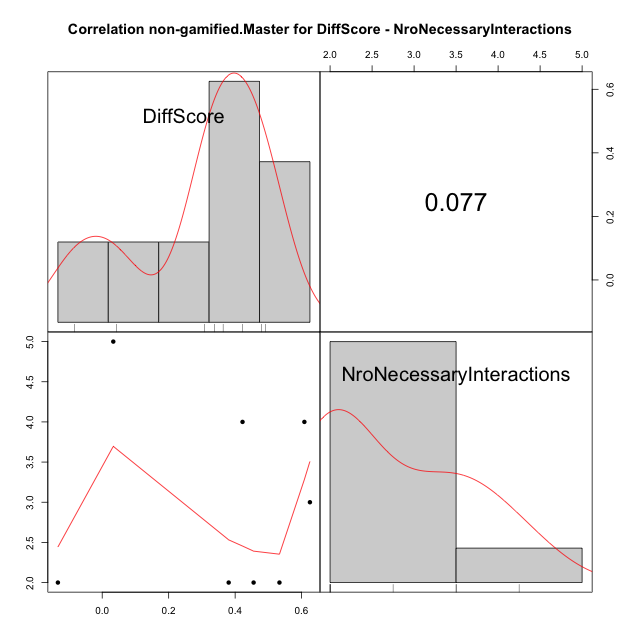 Correlation non-gamified.Master for DiffScore - NroNecessaryInteractions
2.0 2.5 3.0 3.5 4.0 4.5 5.0
DiffScore
0.077
0.6
0.4
0.2
0.0
5.0
4.5
4.0
3.5
3.0
2.5
2.0
NroNecessaryInteractions
0.0 0.2 0.4 0.6